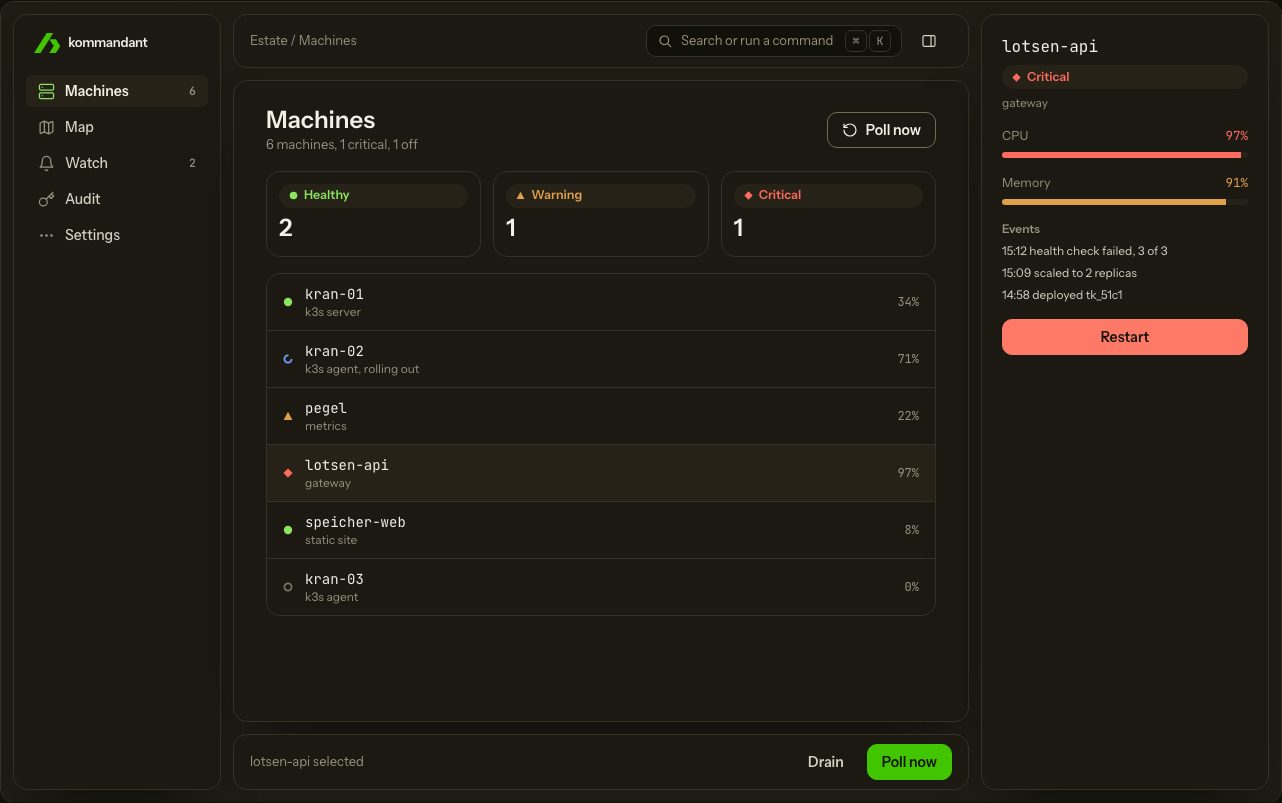 kommandant
Machines 6
Map
Watch 2
Audit
Settings
Estate / Machines
Search or run a command ⌘ K
Machines
6 machines, 1 critical, 1 off
Poll now
Healthy
2
Warning
1
Critical
1
kran-01
k3s server
34%
kran-02
k3s agent, rolling out
71%
pegel
metrics
22%
lotsen-api
gateway
97%
speicher-web
static site
8%
kran-03
k3s agent
0%
lotsen-api selected
Drain
Poll now
lotsen-api
Critical
gateway
CPU 97%
Memory 91%
Events
15:12 health check failed, 3 of 3
15:09 scaled to 2 replicas
14:58 deployed tk_51c1
Restart